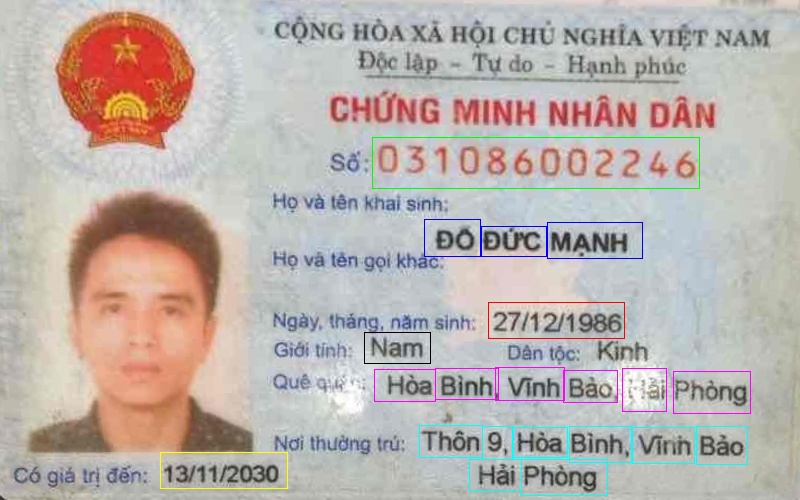 CỘNG HÒA XÃ HỘI CHỦ NGHĨA VIỆT NAM
Độc lập - Tự do - Hạnh phúc
CHỨNG MINH NHÂN DÂN
Số: 031086002246
Họ và tên khai sinh:
ĐỖ ĐỨC MẠNH
Họ và tên gọi khác:
Ngày, tháng, năm sinh: 27/12/1986
Giới tính: Nam Dân tộc: Kinh
Quê quán: Hòa Bình, Vĩnh Bảo, Hải Phòng
Nơi thường trú: Thôn 9, Hòa Bình, Vĩnh Bảo
Hải Phòng
Có giá trị đến: 13/11/2030